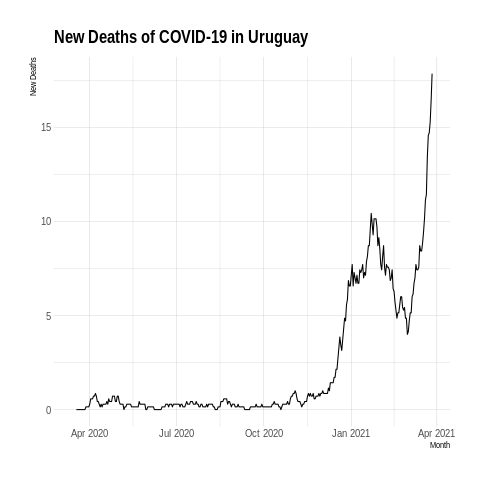 New Deaths of COVID-19 in Uruguay
New Deaths
15
10
5
0
Apr 2020 Jul 2020 Oct 2020 Jan 2021 Apr 2021
Month